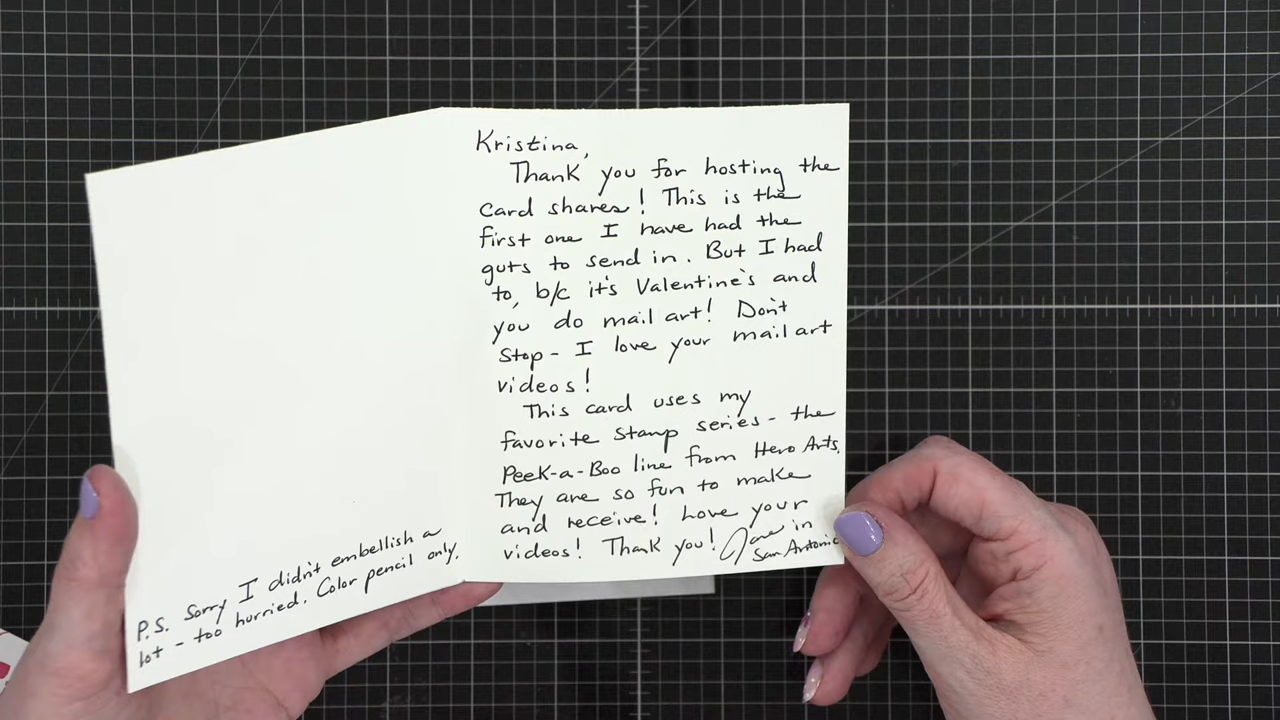 Kristina,
Thank you for hosting the
card shares! This is the
first one I have had the
guts to send in. But I had
to, b/c it's Valentine's and
you do mail art! Don't
stop - I love your mail art
videos!
This card uses my
favorite stamp series - the
Peek-a-Boo line from Hero Arts.
They are so fun to make
and receive! Love your
videos! Thank you! Jane in
San Antonio
P.S. Sorry I didn't embellish a
lot - too hurried. Color pencil only.